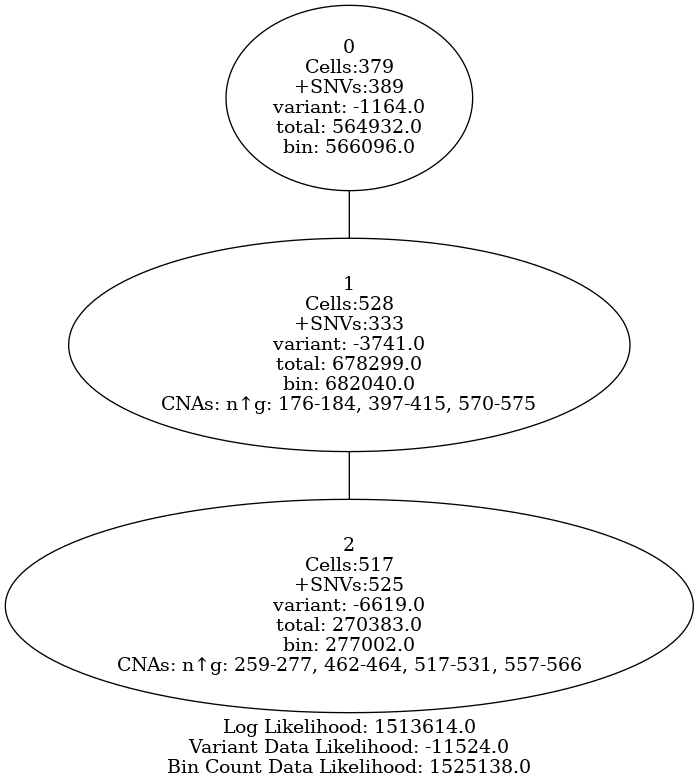 0
Cells:379
+SNVs:389
variant: -1164.0
total: 564932.0
bin: 566096.0
1
Cells:528
+SNVs:333
variant: -3741.0
total: 678299.0
bin: 682040.0
CNAs: n↑g: 176-184, 397-415, 570-575
2
Cells:517
+SNVs:525
variant: -6619.0
total: 270383.0
bin: 277002.0
CNAs: n↑g: 259-277, 462-464, 517-531, 557-566
Log Likelihood: 1513614.0
Variant Data Likelihood: -11524.0
Bin Count Data Likelihood: 1525138.0